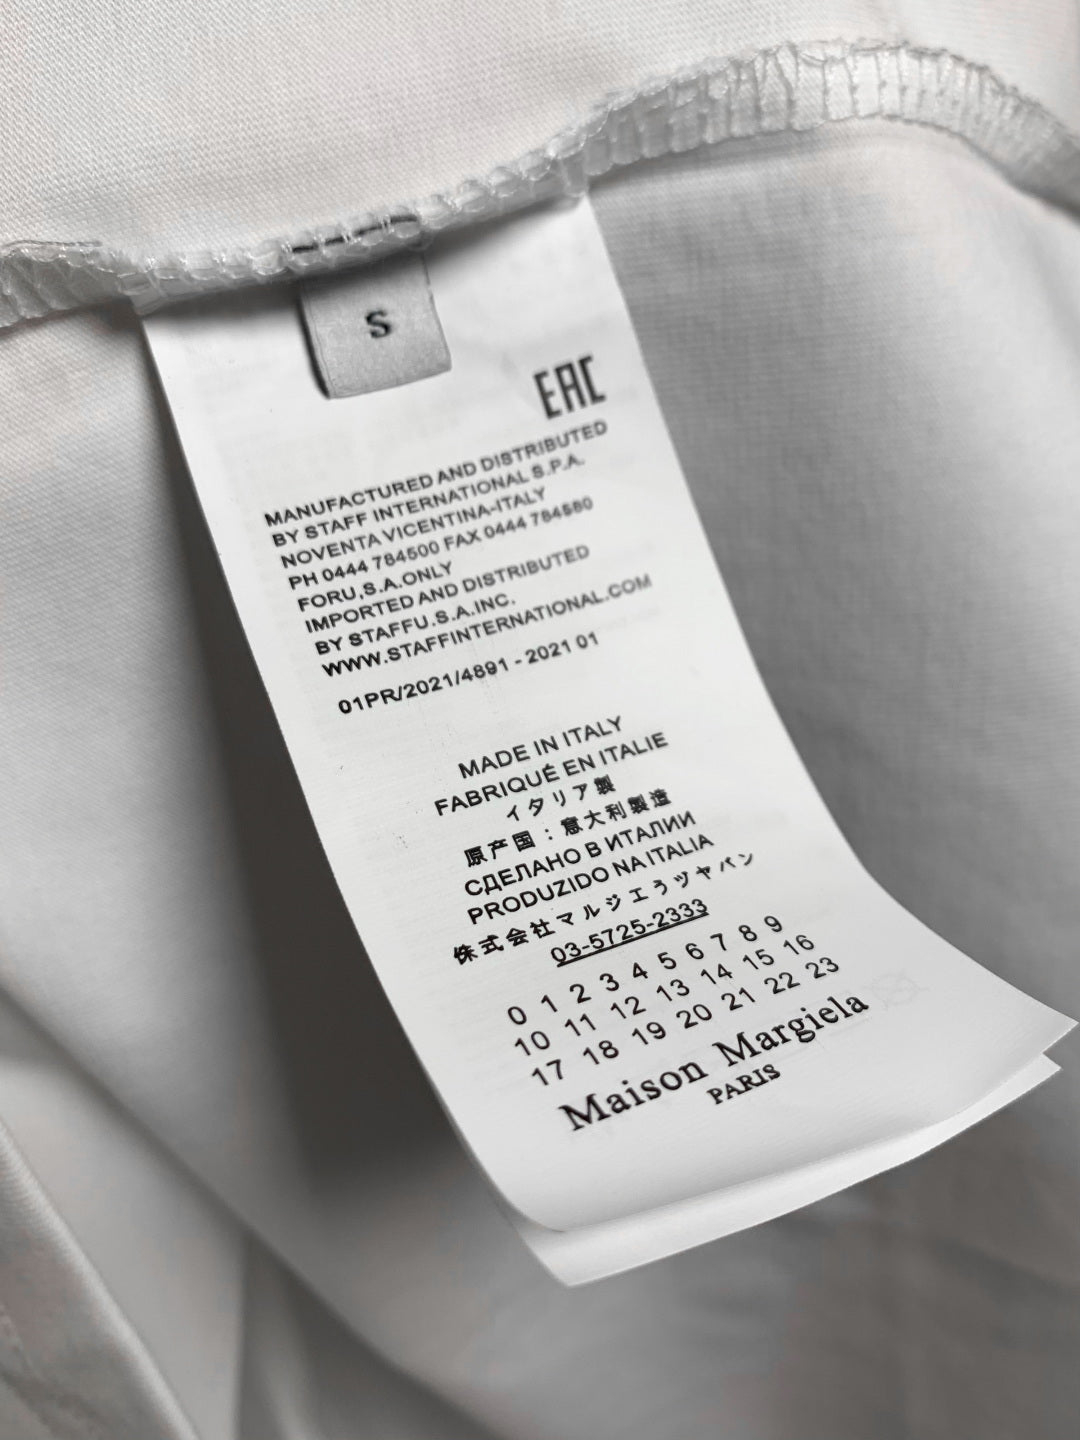 S
EAC
MANUFACTURED AND DISTRIBUTED
BY STAFF INTERNATIONAL S.P.A.
NOVENTA VICENTINA-ITALY
PH 0444 784500 FAX 0444 784580
FORU,S.A.ONLY
IMPORTED AND DISTRIBUTED
BY STAFFU.S.A.INC.
WWW.STAFFINTERNATIONAL.COM
01PR/2021/4891 - 2021 01
MADE IN ITALY
FABRIQUÉ EN ITALIE
イタリア製
原产国：意大利製造
СДЕЛАНО В ИТАЛИИ
PRODUZIDO NA ITALIA
株式会社マルジエラヅヤバン
03-5725-2333
0 1 2 3 4 5 6 7 8 9
10 11 12 13 14 15 16
17 18 19 20 21 22 23
Maison Margiela
PARIS